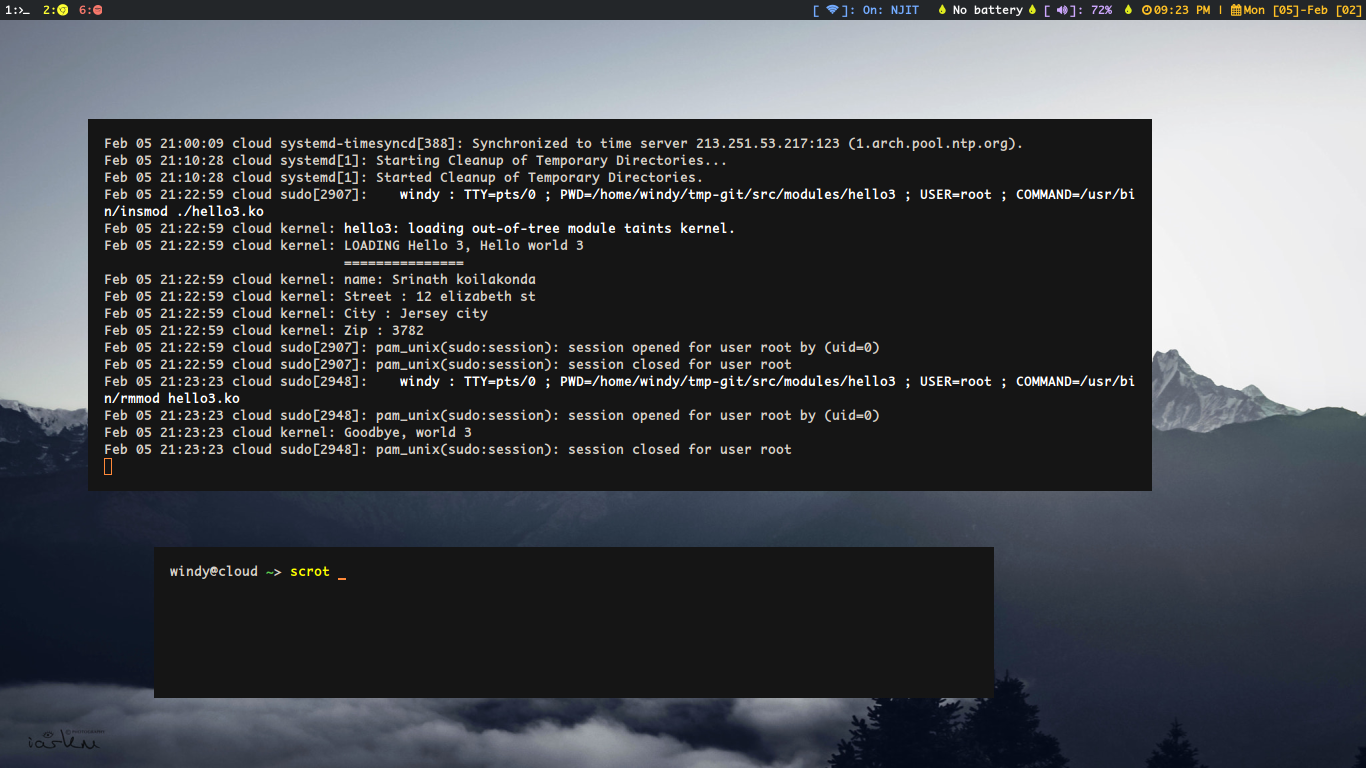 1:>_ 2: 6: [ ]: On: NJIT No battery [ ]: 72% 09:23 PM | Mon [05]-Feb [02]
Feb 05 21:00:09 cloud systemd-timesyncd[388]: Synchronized to time server 213.251.53.217:123 (1.arch.pool.ntp.org).
Feb 05 21:10:28 cloud systemd[1]: Starting Cleanup of Temporary Directories...
Feb 05 21:10:28 cloud systemd[1]: Started Cleanup of Temporary Directories.
Feb 05 21:22:59 cloud sudo[2907]:    windy : TTY=pts/0 ; PWD=/home/windy/tmp-git/src/modules/hello3 ; USER=root ; COMMAND=/usr/bi
n/insmod ./hello3.ko
Feb 05 21:22:59 cloud kernel: hello3: loading out-of-tree module taints kernel.
Feb 05 21:22:59 cloud kernel: LOADING Hello 3, Hello world 3
===============
Feb 05 21:22:59 cloud kernel: name: Srinath koilakonda
Feb 05 21:22:59 cloud kernel: Street : 12 elizabeth st
Feb 05 21:22:59 cloud kernel: City : Jersey city
Feb 05 21:22:59 cloud kernel: Zip : 3782
Feb 05 21:22:59 cloud sudo[2907]: pam_unix(sudo:session): session opened for user root by (uid=0)
Feb 05 21:22:59 cloud sudo[2907]: pam_unix(sudo:session): session closed for user root
Feb 05 21:23:23 cloud sudo[2948]:    windy : TTY=pts/0 ; PWD=/home/windy/tmp-git/src/modules/hello3 ; USER=root ; COMMAND=/usr/bi
n/rmmod hello3.ko
Feb 05 21:23:23 cloud sudo[2948]: pam_unix(sudo:session): session opened for user root by (uid=0)
Feb 05 21:23:23 cloud kernel: Goodbye, world 3
Feb 05 21:23:23 cloud sudo[2948]: pam_unix(sudo:session): session closed for user root
windy@cloud ~> scrot _